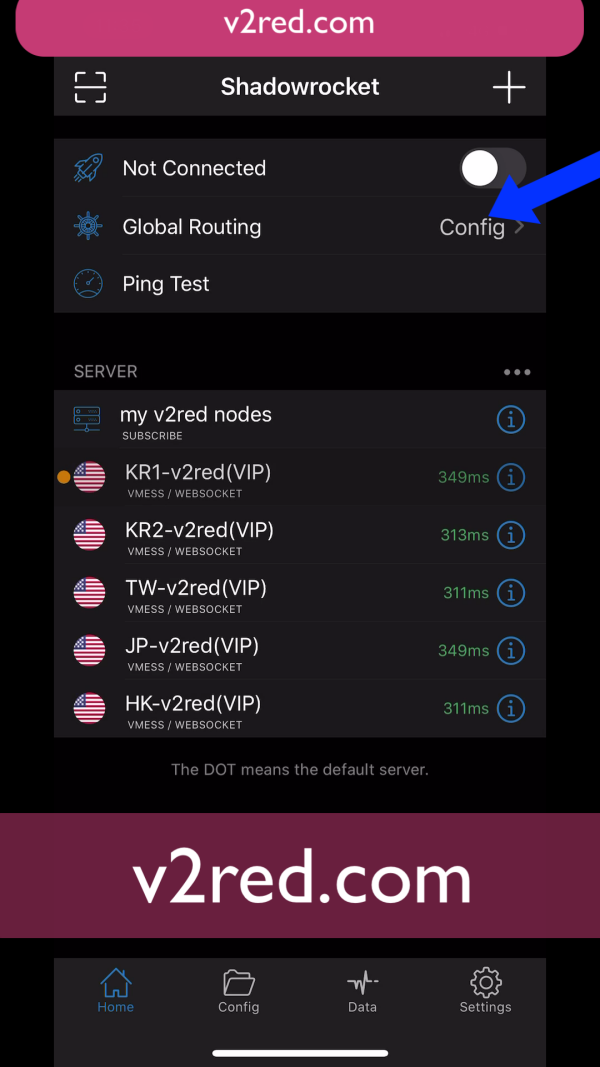 v2red.com
Shadowrocket
Not Connected
Global Routing Config
Ping Test
SERVER
my v2red nodes
SUBSCRIBE
KR1-v2red(VIP) 349ms
VMESS / WEBSOCKET
KR2-v2red(VIP) 313ms
VMESS / WEBSOCKET
TW-v2red(VIP) 311ms
VMESS / WEBSOCKET
JP-v2red(VIP) 349ms
VMESS / WEBSOCKET
HK-v2red(VIP) 311ms
VMESS / WEBSOCKET
The DOT means the default server.
v2red.com
Home Config Data Settings